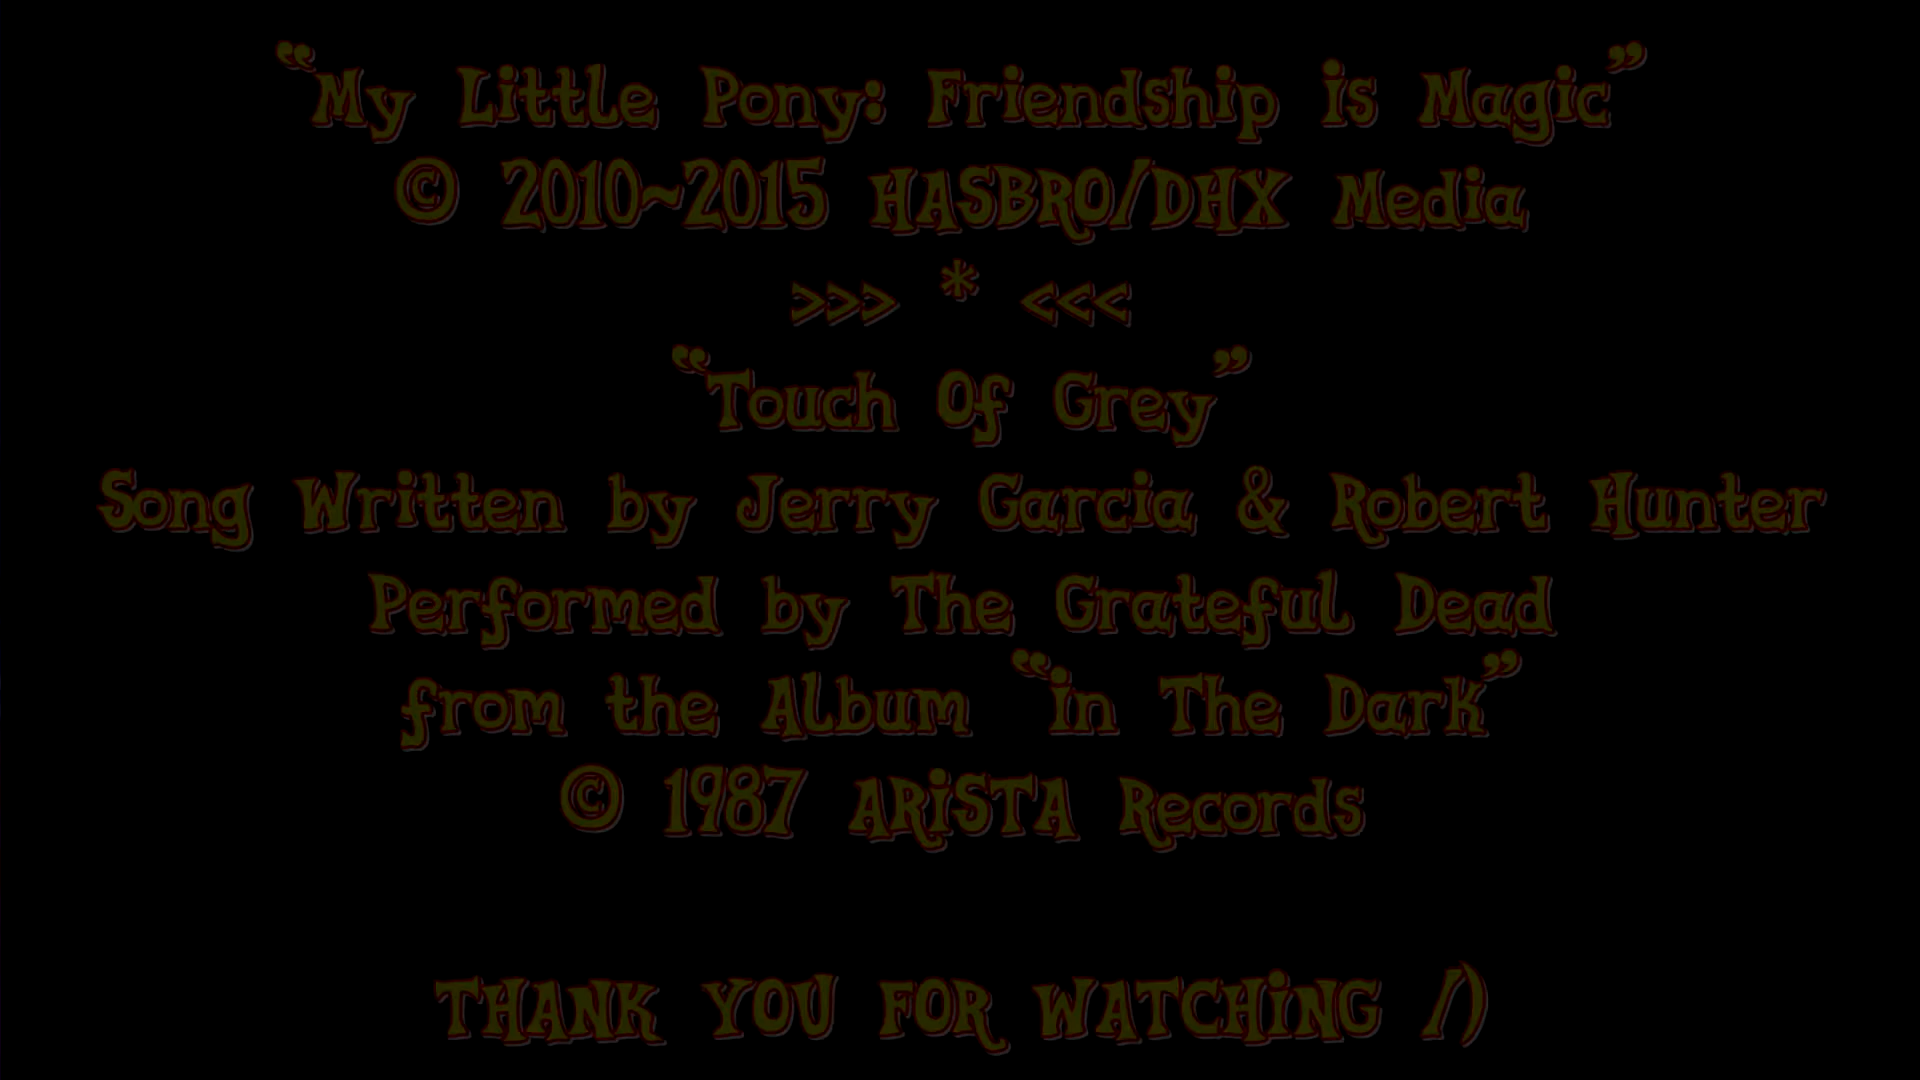 “My Little Pony: Friendship is Magic”
© 2010~2015 HASBRO/DHX Media
>>> * <<<
“Touch Of Grey”
Song Written by Jerry Garcia & Robert Hunter
Performed by The Grateful Dead
from the Album “in The Dark”
© 1987 ARiSTA Records
THANK YOU FOR WATCHiNG /)